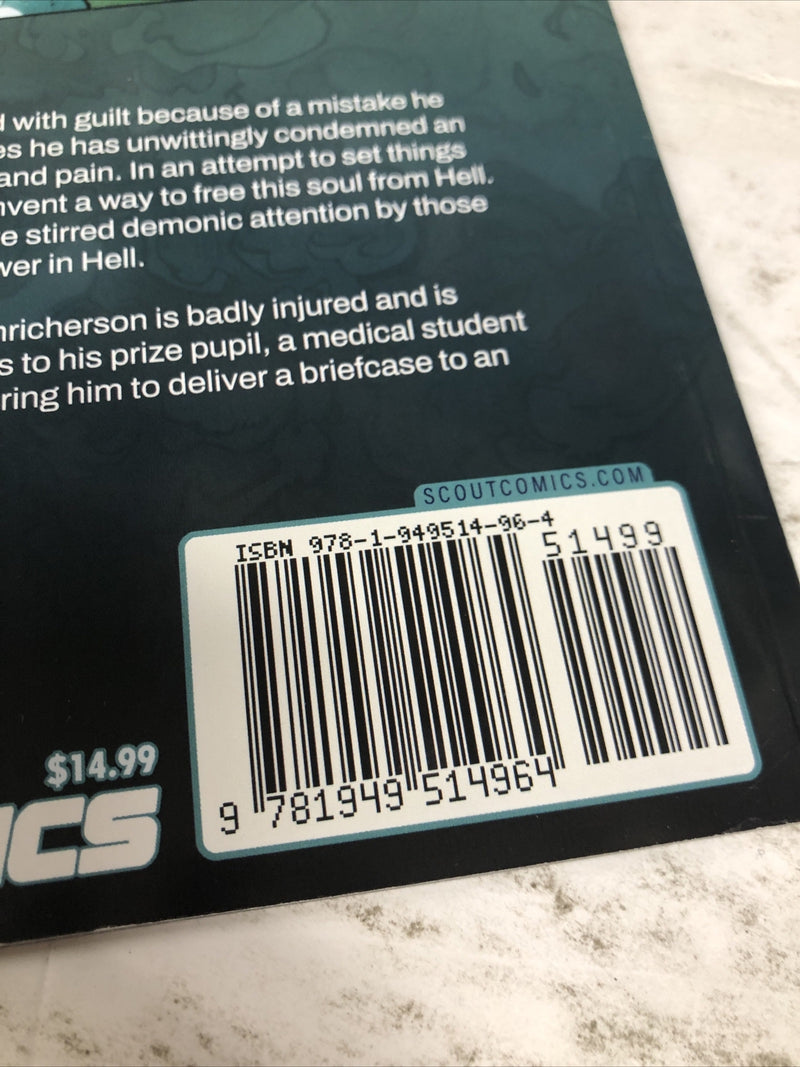 with guilt because of a mistake he
es he has unwittingly condemned an
and pain. In an attempt to set things
nvent a way to free this soul from Hell.
e stirred demonic attention by those
wer in Hell.
nricherson is badly injured and is
s to his prize pupil, a medical student
ring him to deliver a briefcase to an
SCOUTCOMICS.COM
ISBN 978-1-949514-96-4
51499
9 781949 514964
$14.99
ICS